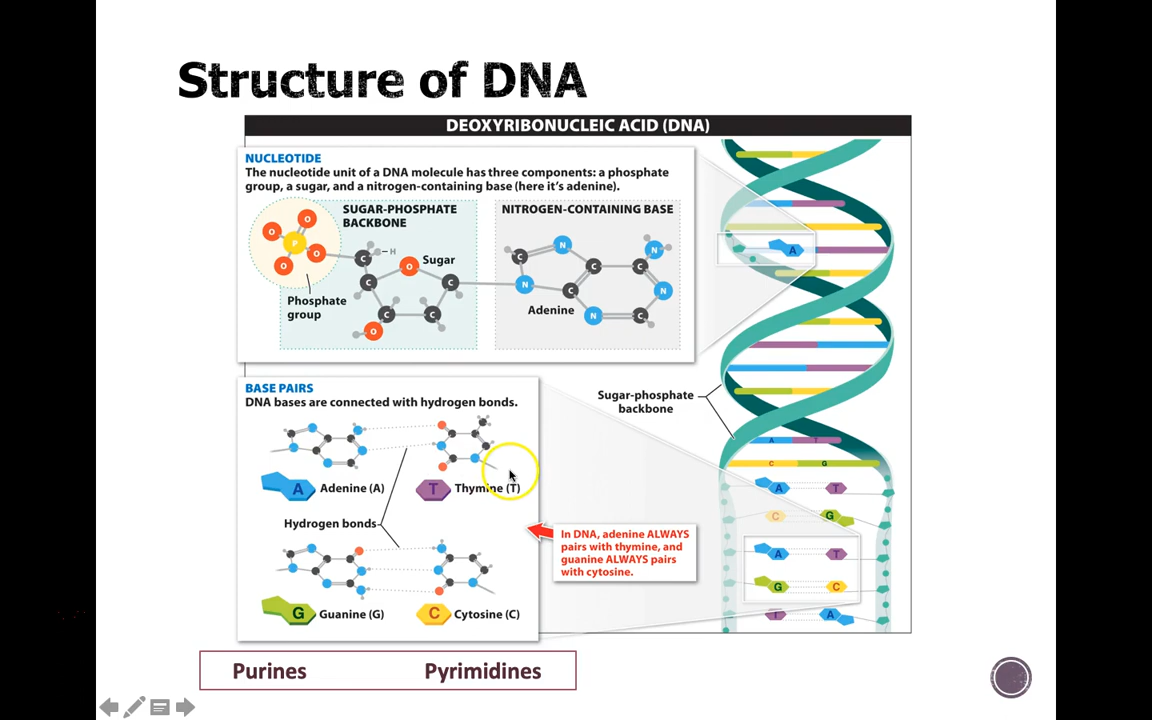 Structure of DNA
DEOXYRIBONUCLEIC ACID (DNA)
NUCLEOTIDE
The nucleotide unit of a DNA molecule has three components: a phosphate
group, a sugar, and a nitrogen-containing base (here it's adenine).
SUGAR-PHOSPHATE
BACKBONE
NITROGEN-CONTAINING BASE
O
O
P
O
O
C
H
O
Sugar
C
C
C
C
O
Phosphate
group
C
N
N
C
C
C
N
N
N
C
Adenine
A
BASE PAIRS
DNA bases are connected with hydrogen bonds.
A
Adenine (A)
T
Thymine (T)
Hydrogen bonds
G
Guanine (G)
C
Cytosine (C)
In DNA, adenine ALWAYS
pairs with thymine, and
guanine ALWAYS pairs
with cytosine.
Sugar-phosphate
backbone
A T
C G
A T
C G
A T
G C
T A
Purines Pyrimidines